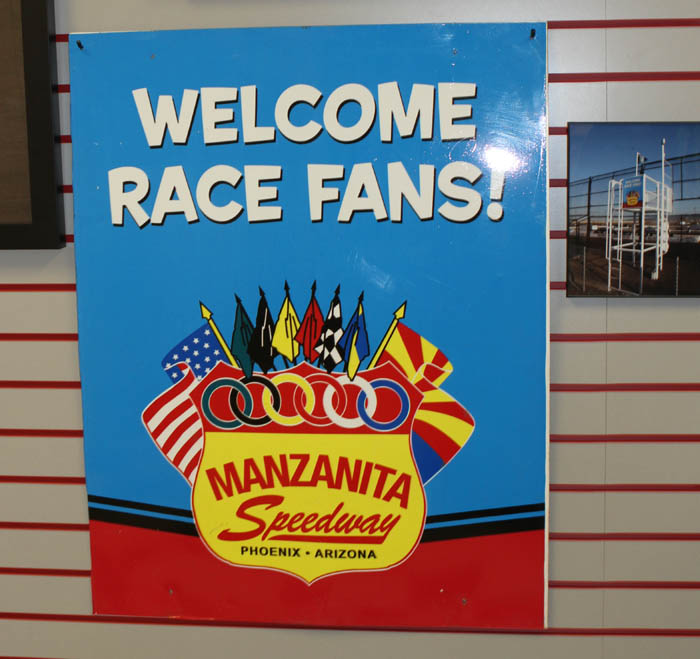 WELCOME
RACE FANS!
MANZANITA
Speedway
PHOENIX • ARIZONA